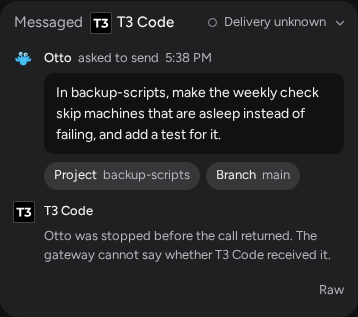 Messaged T3 T3 Code Delivery unknown
Otto asked to send 5:38 PM
In backup-scripts, make the weekly check
skip machines that are asleep instead of
failing, and add a test for it.
Project backup-scripts Branch main
T3 T3 Code
Otto was stopped before the call returned. The
gateway cannot say whether T3 Code received it.
Raw